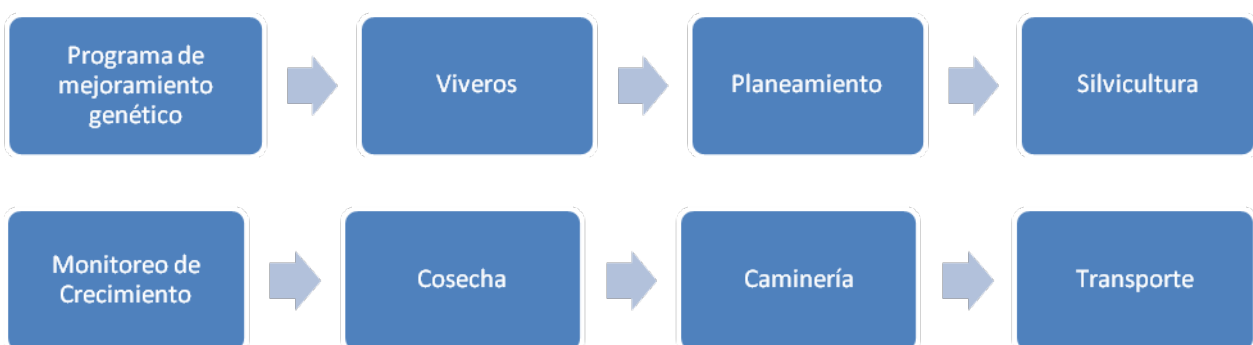 Programa de
mejoramiento
genético
Viveros
Planeamiento
Silvicultura
Monitoreo de
Crecimiento
Cosecha
Caminería
Transporte